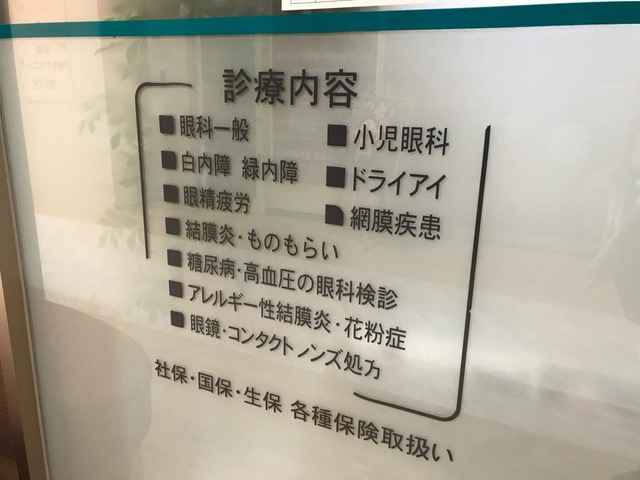 診療内容
■眼科一般
■小児眼科
■白内障 緑内障
■ドライアイ
■眼精疲労
■網膜疾患
■結膜炎・ものもらい
■糖尿病・高血圧の眼科検診
■アレルギー性結膜炎・花粉症
■眼鏡・コンタクトノンズ処方
社保・国保・生保 各種保険取扱い